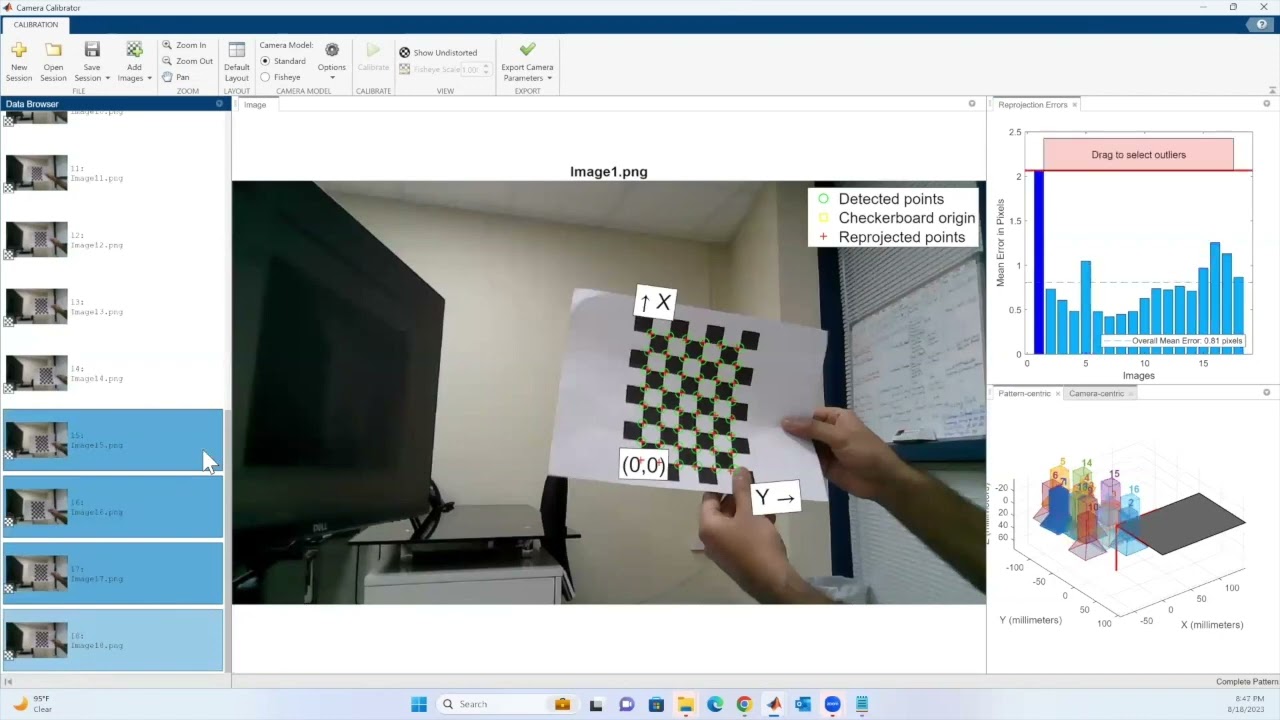 Camera Calibrator
CALIBRATION
New Session
Open Session
Save Session
Add Images
FILE
Zoom In
Zoom Out
Pan
ZOOM
Default Layout
LAYOUT
Camera Model:
Standard
Fisheye
Options
CAMERA MODEL
Calibrate
CALIBRATE
Show Undistorted
Fisheye Scale 1.00
VIEW
Export Camera Parameters
EXPORT
Data Browser
11:
Image11.png
12:
Image12.png
13:
Image13.png
14:
Image14.png
15:
Image15.png
16:
Image16.png
17:
Image17.png
18:
Image18.png
Image
Image1.png
Detected points
Checkerboard origin
Reprojected points
↑ X
(0,0)
Y →
DELL
Reprojection Errors
Drag to select outliers
2.5
2
1.5
1
0.5
0
Mean Error in Pixels
Overall Mean Error: 0.81 pixels
0 5 10 15
Images
Pattern-centric
Camera-centric
5 14
6 15
16
2
10
-20
0
20
40
60
-100
-50
0
50
100
Y (millimeters)
-50
0
50
100
X (millimeters)
Complete Pattern
95°F
Clear
Search
8:47 PM
8/18/2023